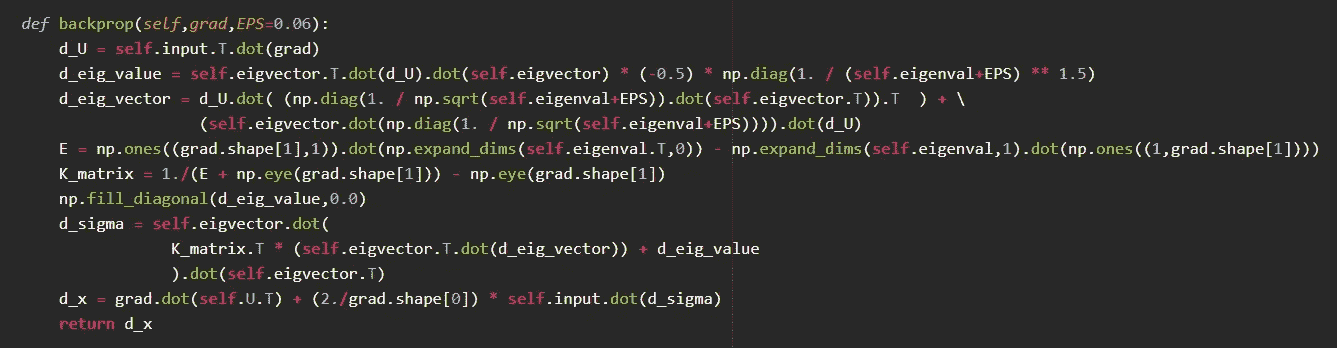 def backprop(self,grad,EPS=0.06):
d_U = self.input.T.dot(grad)
d_eig_value = self.eigvector.T.dot(d_U).dot(self.eigvector) * (-0.5) * np.diag(1. / (self.eigenval+EPS) ** 1.5)
d_eig_vector = d_U.dot( (np.diag(1. / np.sqrt(self.eigenval+EPS)).dot(self.eigvector.T)).T  ) + \
(self.eigvector.dot(np.diag(1. / np.sqrt(self.eigenval+EPS)))).dot(d_U)
E = np.ones((grad.shape[1],1)).dot(np.expand_dims(self.eigenval.T,0)) - np.expand_dims(self.eigenval,1).dot(np.ones((1,grad.shape[1])))
K_matrix = 1./(E + np.eye(grad.shape[1])) - np.eye(grad.shape[1])
np.fill_diagonal(d_eig_value,0.0)
d_sigma = self.eigvector.dot(
K_matrix.T * (self.eigvector.T.dot(d_eig_vector)) + d_eig_value
).dot(self.eigvector.T)
d_x = grad.dot(self.U.T) + (2./grad.shape[0]) * self.input.dot(d_sigma)
return d_x